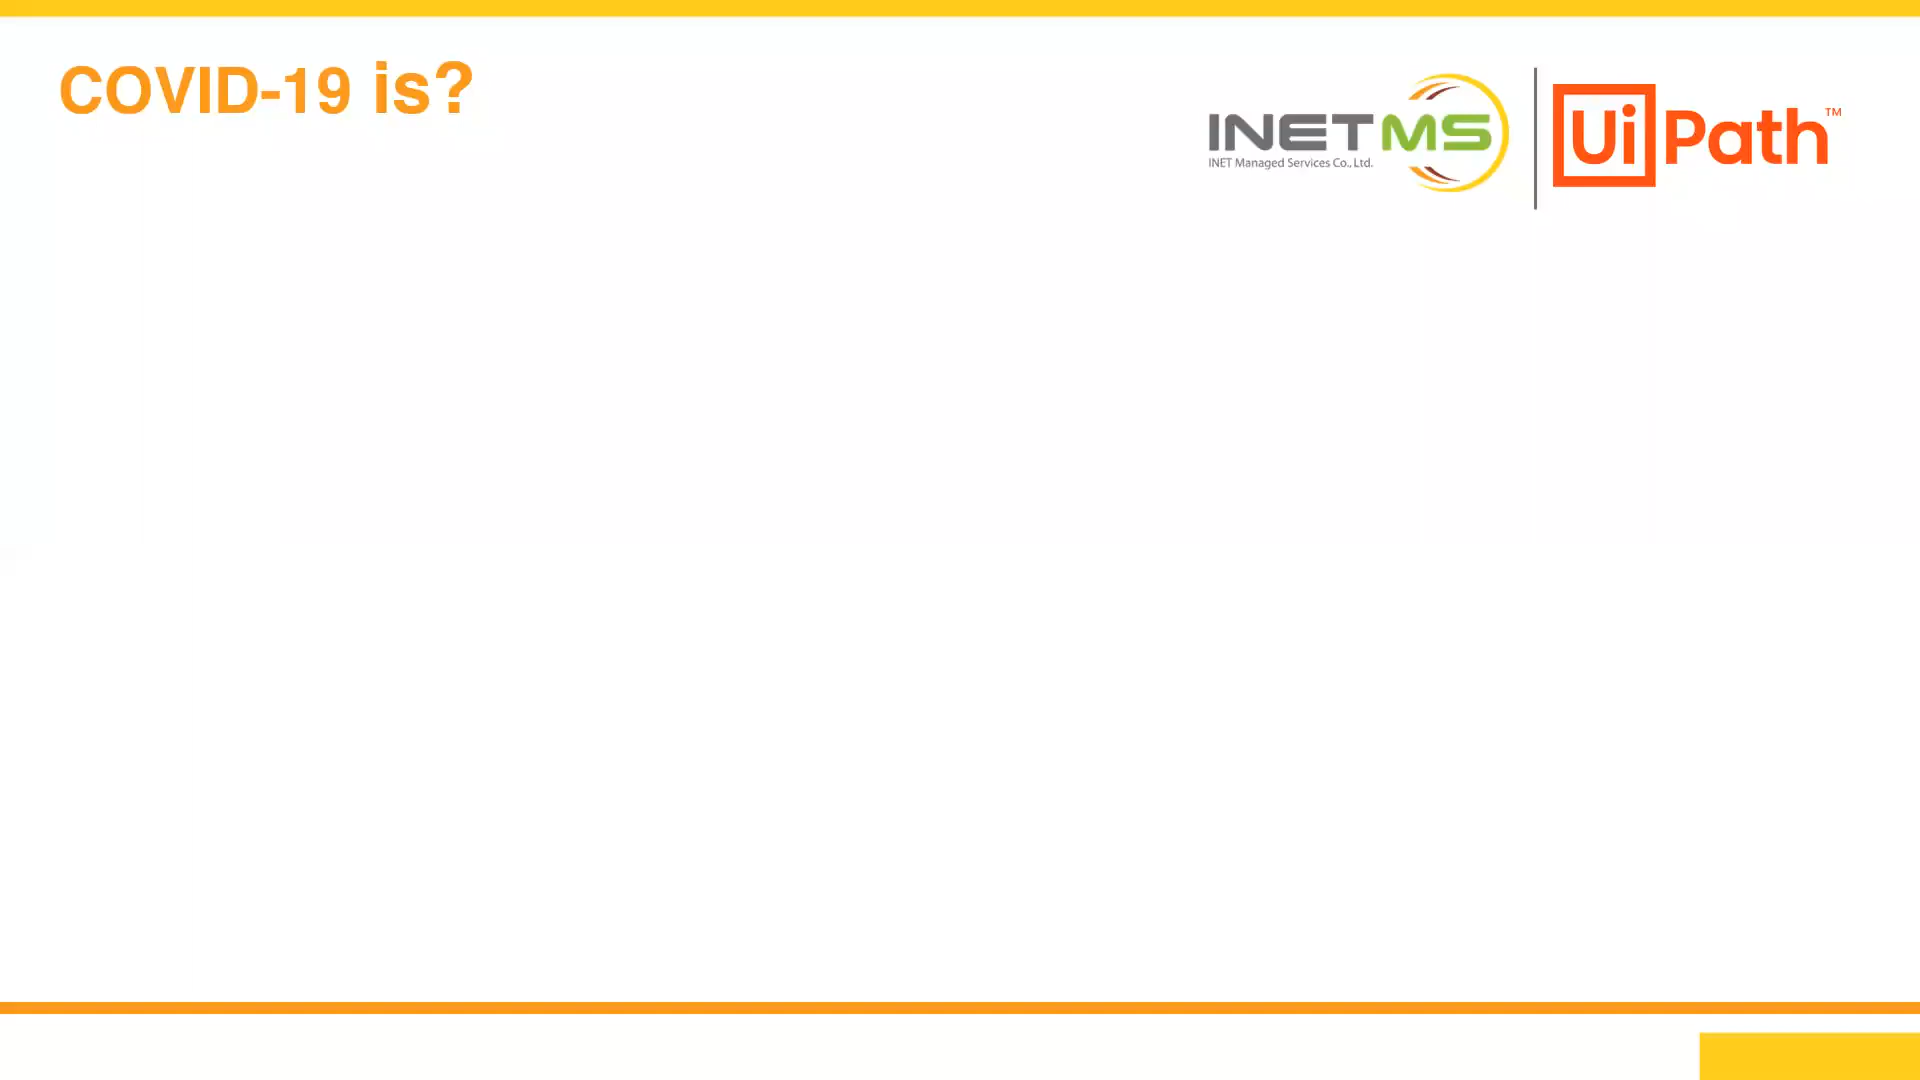 COVID-19 is?
INETMS
INET Managed Services Co., Ltd.
UiPath™